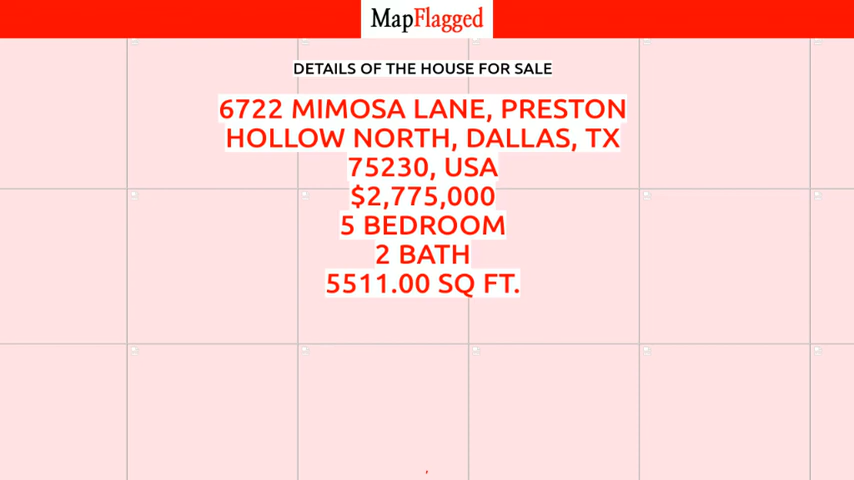 MapFlagged
DETAILS OF THE HOUSE FOR SALE
6722 MIMOSA LANE, PRESTON
HOLLOW NORTH, DALLAS, TX
75230, USA
$2,775,000
5 BEDROOM
2 BATH
5511.00 SQ FT.